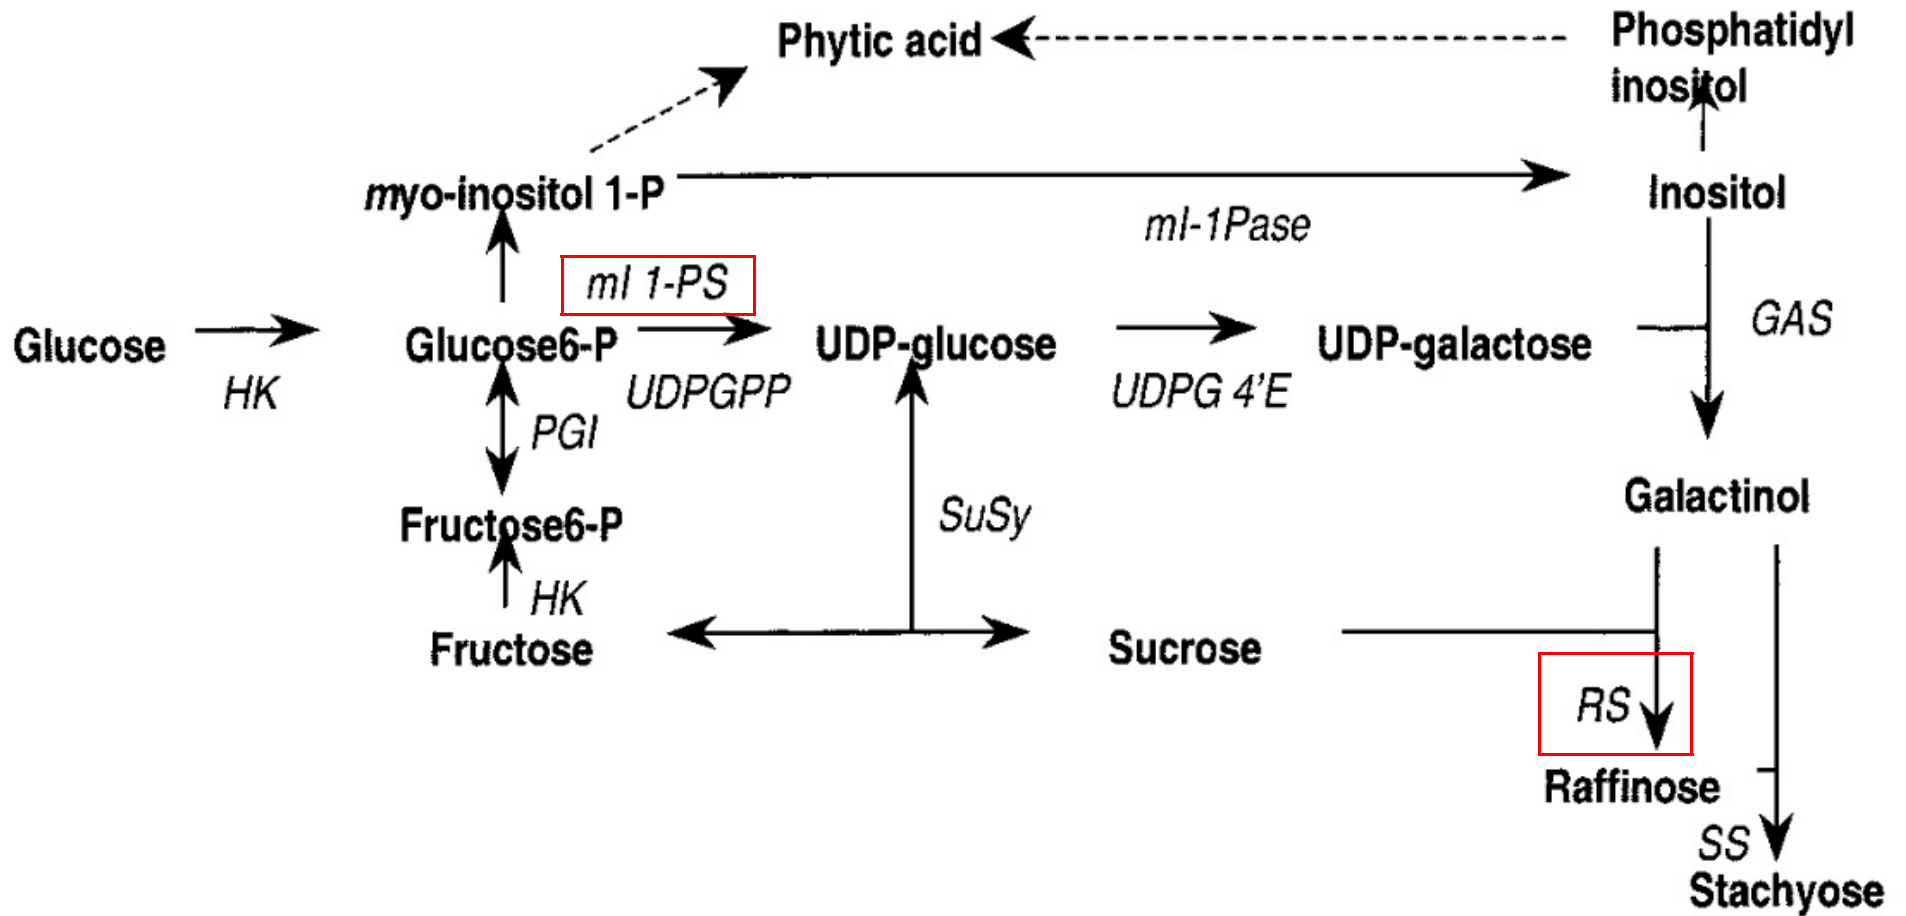 Phytic acid
Phosphatidyl
inositol
myo-inositol 1-P
Inositol
mI-1Pase
mI 1-PS
Glucose
Glucose6-P
UDP-glucose
UDP-galactose
GAS
HK
UDPGPP
UDPG 4'E
PGI
Galactinol
Fructose6-P
SuSy
HK
Fructose
Sucrose
RS
Raffinose
SS
Stachyose